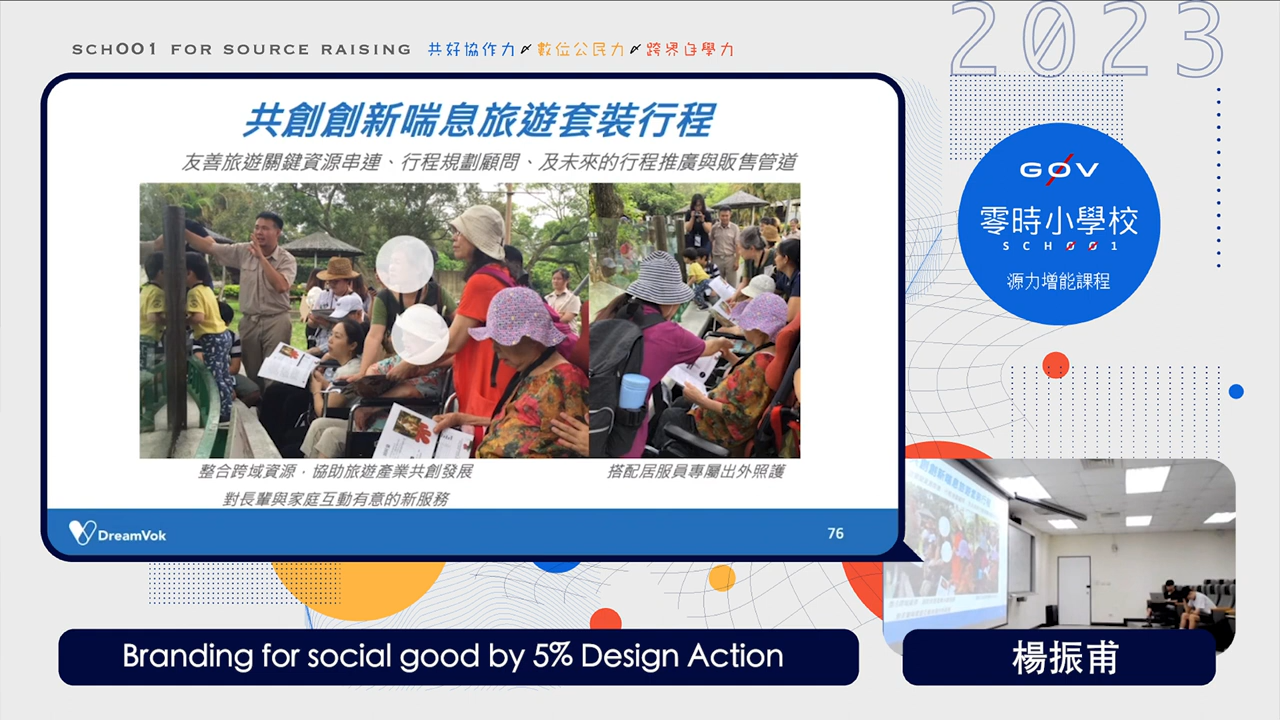 SCHOO1 FOR SOURCE RAISING 共好協作力 〆 數位公民力 〆 跨界自學力
2023
共創創新喘息旅遊套裝行程
友善旅遊關鍵資源串連、行程規劃顧問、及未來的行程推廣與販售管道
整合跨域資源，協助旅遊產業共創發展
對長輩與家庭互動有意的新服務
搭配居服員專屬出外照護
DreamVok
76
GØV
零時小學校
SCHØØ1
源力增能課程
Branding for social good by 5% Design Action
楊振甫